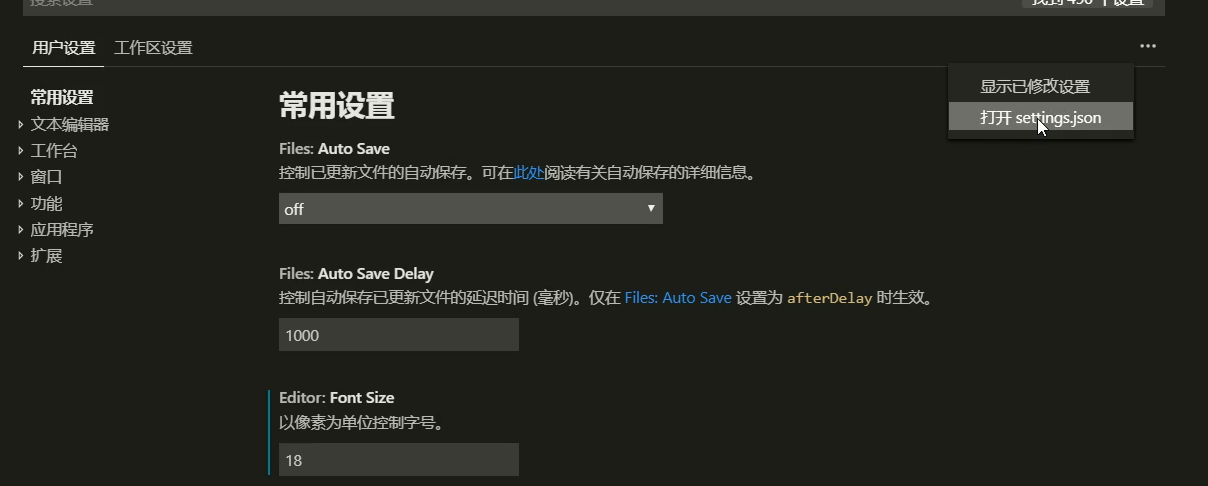 搜索设置
找到 490 个设置
用户设置 工作区设置
显示已修改设置
打开 settings.json
常用设置
文本编辑器
工作台
窗口
功能
应用程序
扩展
常用设置
Files: Auto Save
控制已更新文件的自动保存。可在此处阅读有关自动保存的详细信息。
off
Files: Auto Save Delay
控制自动保存已更新文件的延迟时间 (毫秒)。仅在 Files: Auto Save 设置为 afterDelay 时生效。
1000
Editor: Font Size
以像素为单位控制字号。
18